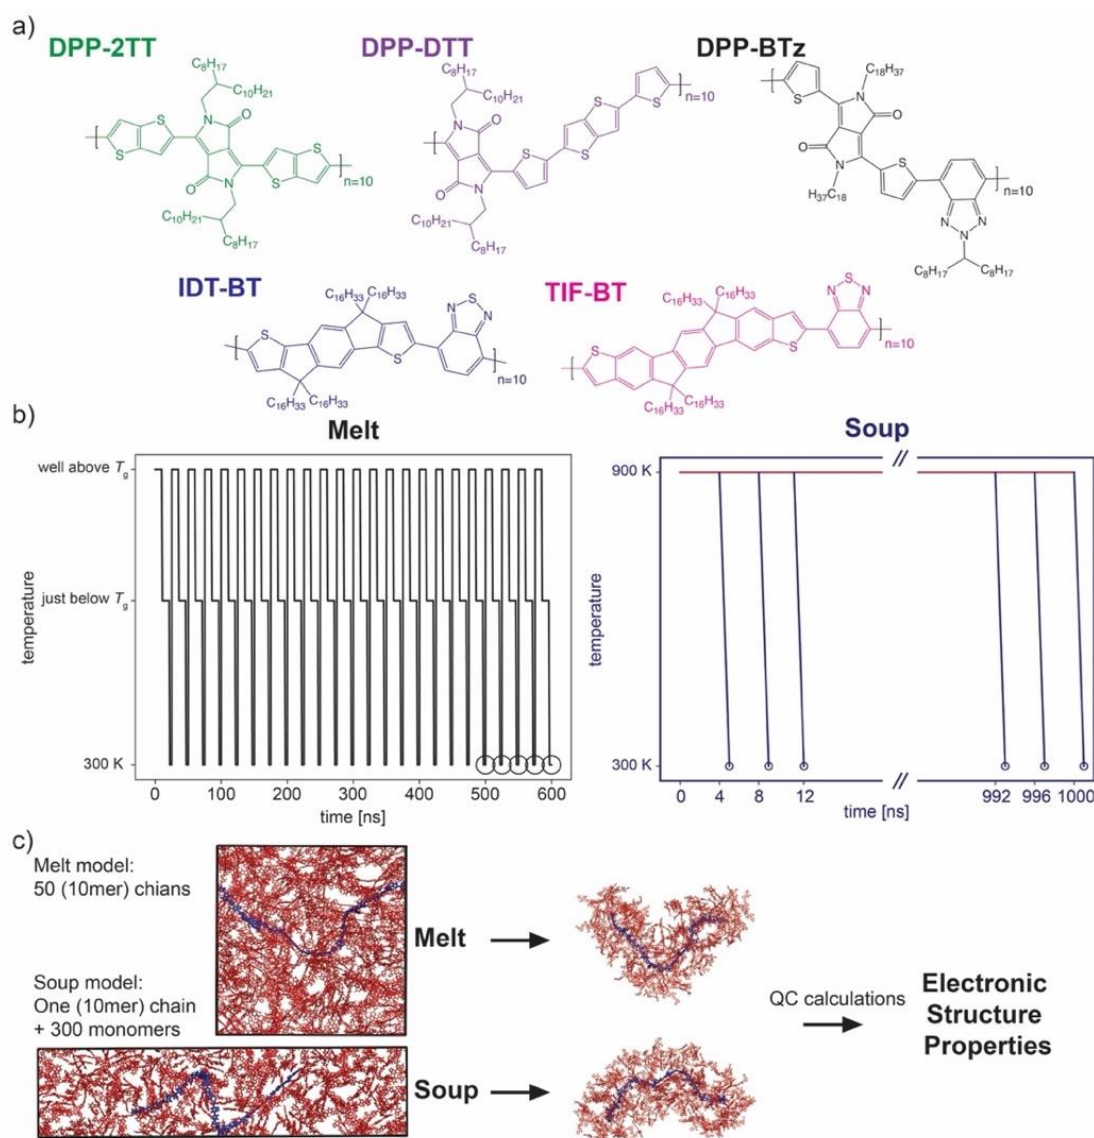 a)
DPP-2TT
DPP-DTT
DPP-BTz
C₈H₁₇
C₁₀H₂₁
N
O
S
S
S
S
O
N
n=10
C₁₀H₂₁
C₈H₁₇
C₈H₁₇
C₁₀H₂₁
N
O
S
S
S
S
O
N
n=10
C₁₀H₂₁
C₈H₁₇
C₁₈H₃₇
S
N
O
O
N
S
H₃₇C₁₈
n=10
N
N
N
C₈H₁₇
C₈H₁₇
IDT-BT
TIF-BT
C₁₆H₃₃
C₁₆H₃₃
S
N
N
S
S
n=10
C₁₆H₃₃
C₁₆H₃₃
C₁₆H₃₃
C₁₆H₃₃
S
N
N
S
S
n=10
C₁₆H₃₃
C₁₆H₃₃
b)
Melt
well above Tg
just below Tg
300 K
temperature
0
100
200
300
400
500
600
time [ns]
Soup
900 K
300 K
temperature
0
4
8
12
992
996
1000
time [ns]
c)
Melt model:
50 (10mer) chians
Melt
Soup model:
One (10mer) chain
+ 300 monomers
Soup
QC calculations
Electronic
Structure
Properties